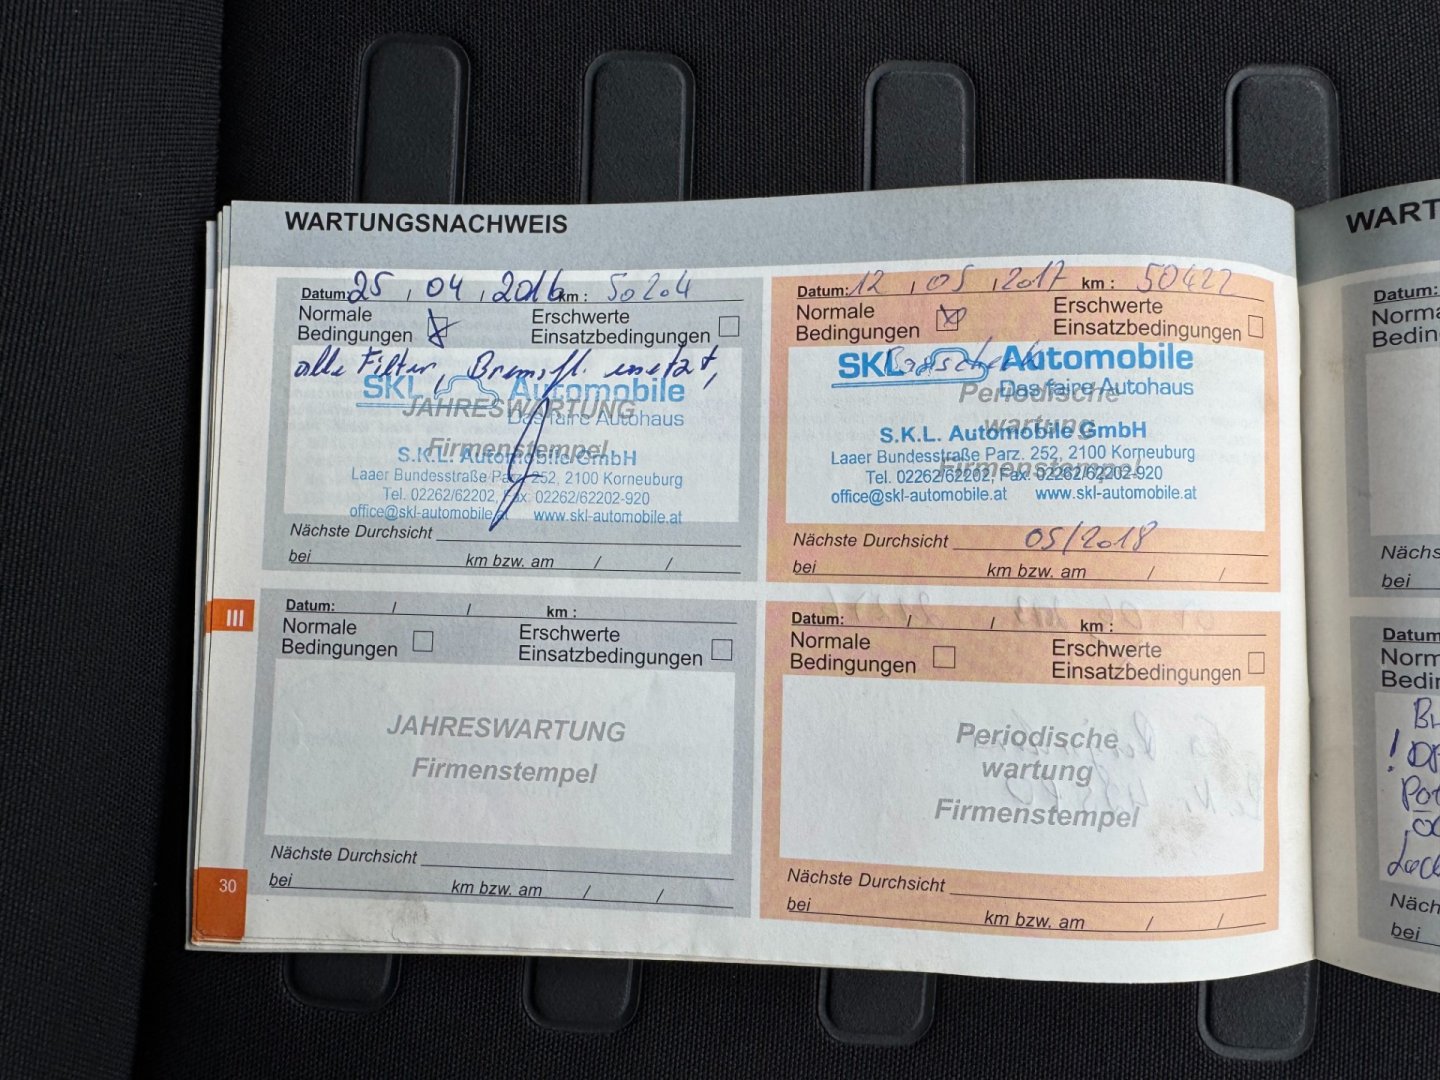 WARTUNGSNACHWEIS
Datum: 25 , 04 , 2016 km : 50204
Normale
Bedingungen
Erschwerte
Einsatzbedingungen
alle Filter, Bremsfl. ersetzt,
SKL Automobile
Das faire Autohaus
JAHRESWARTUNG
Firmenstempel
S.K.L. Automobile GmbH
Laaer Bundesstraße Parz. 252, 2100 Korneuburg
Tel. 02262/62202, Fax: 02262/62202-920
office@skl-automobile.at www.skl-automobile.at
Nächste Durchsicht
bei km bzw. am / /
Datum: 12 , 05 , 2017 km : 50422
Normale
Bedingungen
Erschwerte
Einsatzbedingungen
SKL Automobile
Das faire Autohaus
Periodische
wartung
Firmenstempel
S.K.L. Automobile GmbH
Laaer Bundesstraße Parz. 252, 2100 Korneuburg
Tel. 02262/62202, Fax: 02262/62202-920
office@skl-automobile.at www.skl-automobile.at
Nächste Durchsicht 05/2018
bei km bzw. am / /
III
Datum: / / km :
Normale
Bedingungen
Erschwerte
Einsatzbedingungen
JAHRESWARTUNG
Firmenstempel
Nächste Durchsicht
bei km bzw. am / /
Datum: / / km :
Normale
Bedingungen
Erschwerte
Einsatzbedingungen
Periodische
wartung
Firmenstempel
Nächste Durchsicht
bei km bzw. am / /
30
WART
Datum:
Norma
Bedin
Nächs
bei
Datum
Norm
Bedin
Näch
bei